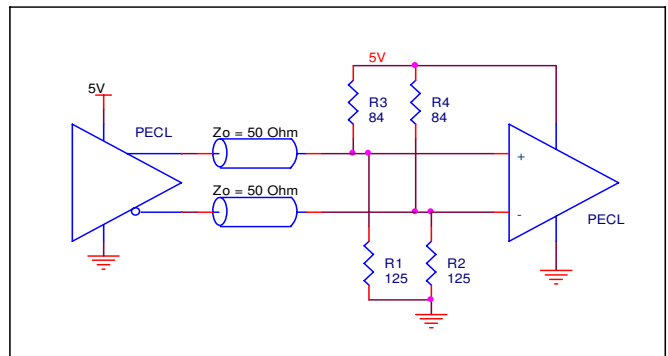 5V
5V
PECL
Zo = 50 Ohm
R3
84
R4
84
+
Zo = 50 Ohm
-
PECL
R1
125
R2
125